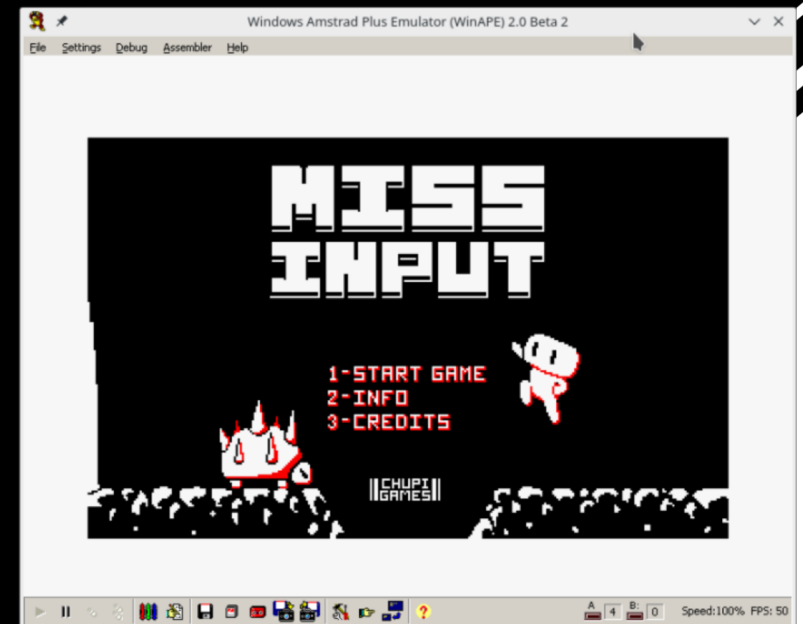 Windows Amstrad Plus Emulator (WinAPE) 2.0 Beta 2
File Settings Debug Assembler Help
MISS
INPUT
1-START GAME
2-INFO
3-CREDITS
CHUPI
GAMES
A 4 B: 0 Speed:100% FPS: 50